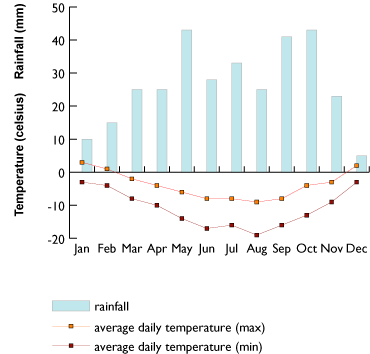 Temperature (celsius) Rainfall (mm)
50
40
30
20
10
0
-10
-20
Jan Feb Mar Apr May Jun Jul Aug Sep Oct Nov Dec
rainfall
average daily temperature (max)
average daily temperature (min)